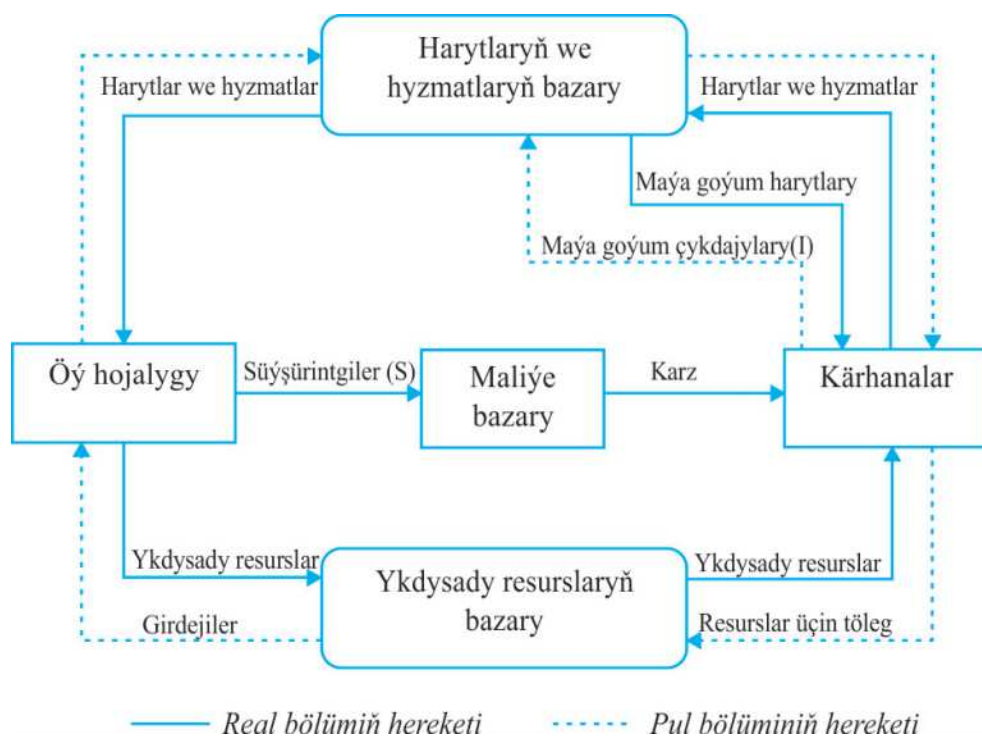 Harytlaryň we
hyzmatlaryň bazary
Harytlar we hyzmatlar
Harytlar we hyzmatlar
Maýa goýum harytlary
Maýa goýum çykdajylary(I)
Öý hojalygy
Süýşürintgiler (S)
Maliýe
bazary
Karz
Kärhanalar
Ykdysady resurslar
Ykdysady resurslaryň
bazary
Ykdysady resurslar
Girdejiler
Resurslar üçin töleg
Real bölümiň hereketi
Pul bölüminiň hereketi